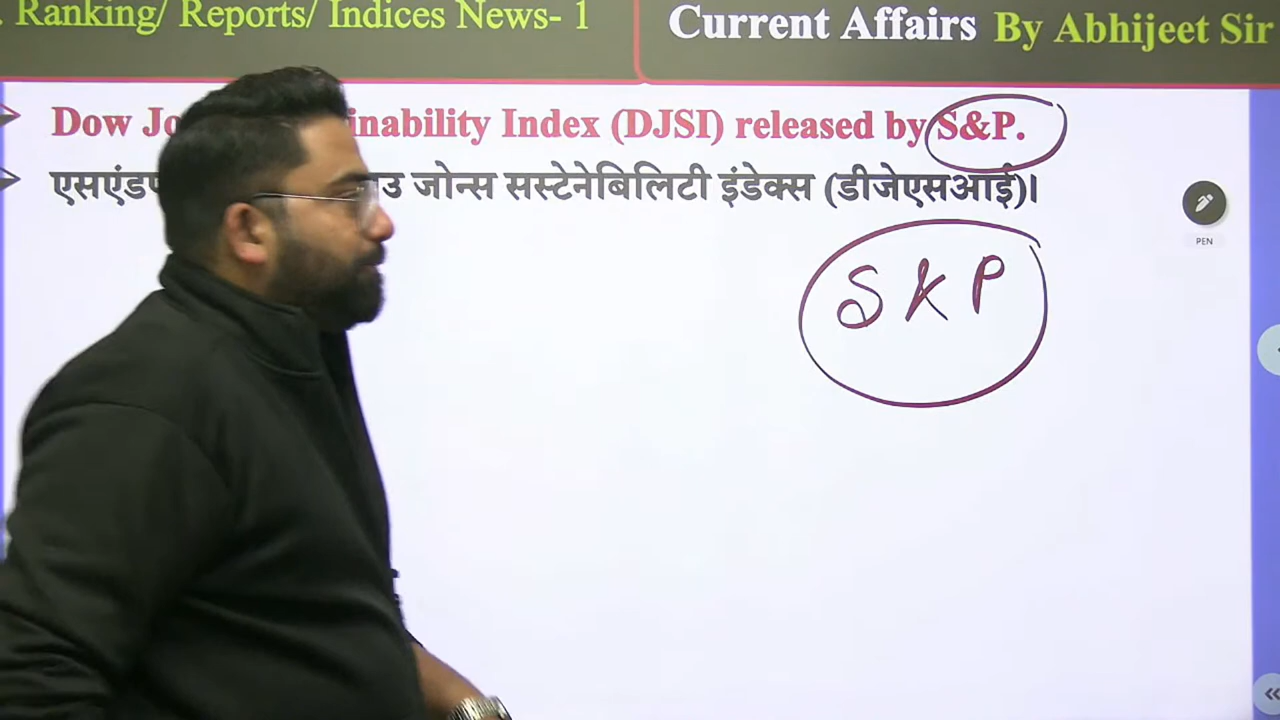 . Ranking/ Reports/ Indices News- 1
Current Affairs By Abhijeet Sir
Dow Jo inability Index (DJSI) released by S&P.
एसएंड उ जोन्स सस्टेनेबिलिटी इंडेक्स (डीजेएसआई)।
PEN
S & P